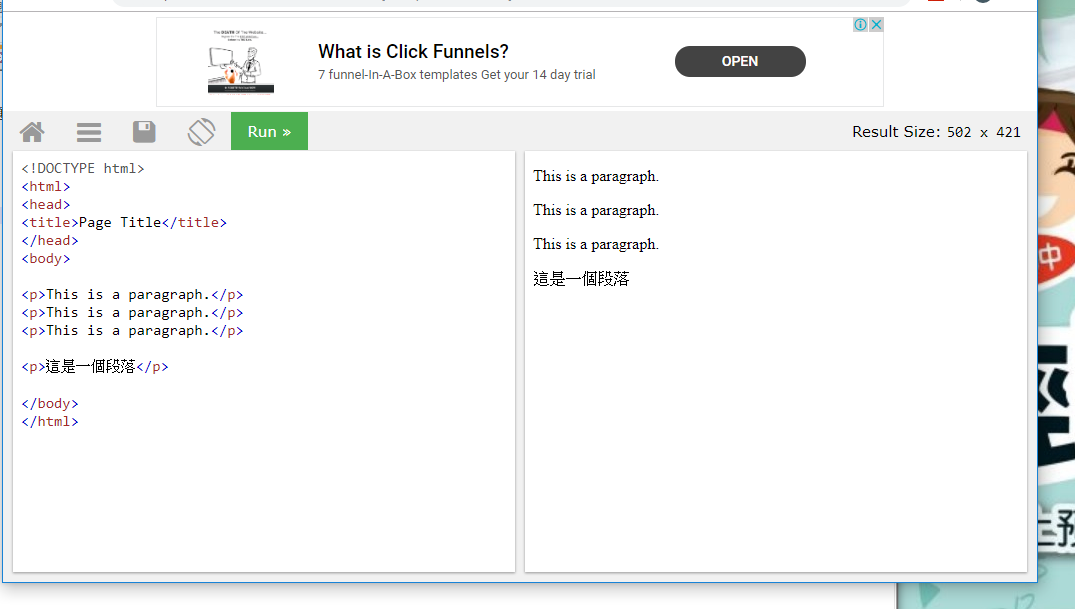 What is Click Funnels?
7 funnel-In-A-Box templates Get your 14 day trial
OPEN
Run »
Result Size: 502 x 421
<!DOCTYPE html>
<html>
<head>
<title>Page Title</title>
</head>
<body>
<p>This is a paragraph.</p>
<p>This is a paragraph.</p>
<p>This is a paragraph.</p>
<p>這是一個段落</p>
</body>
</html>
This is a paragraph.
This is a paragraph.
This is a paragraph.
這是一個段落
中